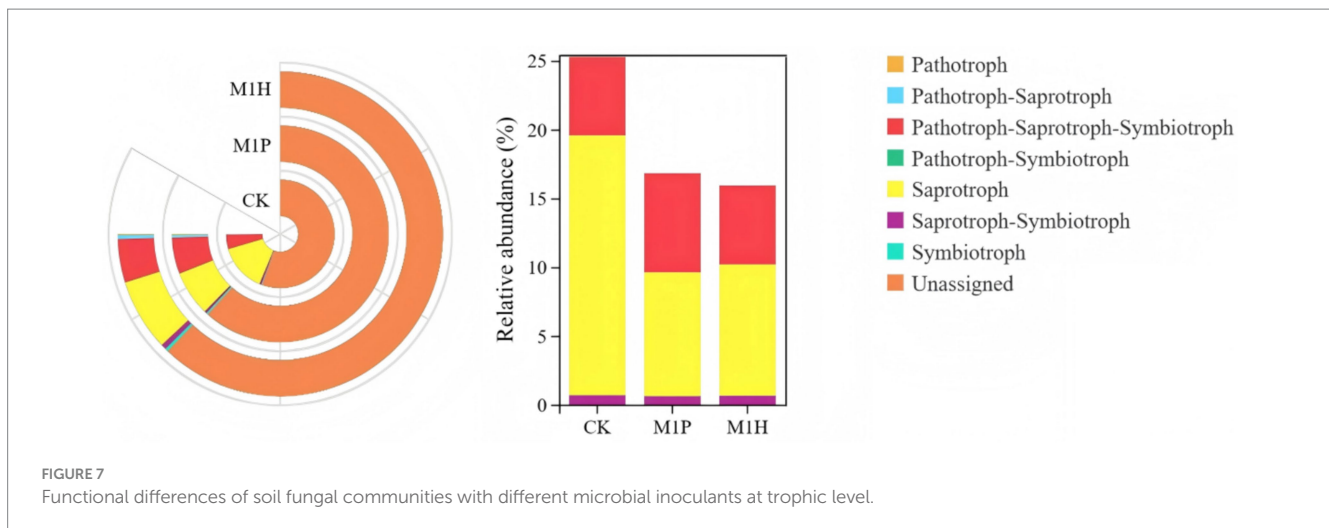 M1H
M1P
CK
Relative abundance (%)
25
20
15
10
5
0
CK M1P M1H
Pathotroph
Pathotroph-Saprotroph
Pathotroph-Saprotroph-Symbiotroph
Pathotroph-Symbiotroph
Saprotroph
Saprotroph-Symbiotroph
Symbiotroph
Unassigned
FIGURE 7
Functional differences of soil fungal communities with different microbial inoculants at trophic level.